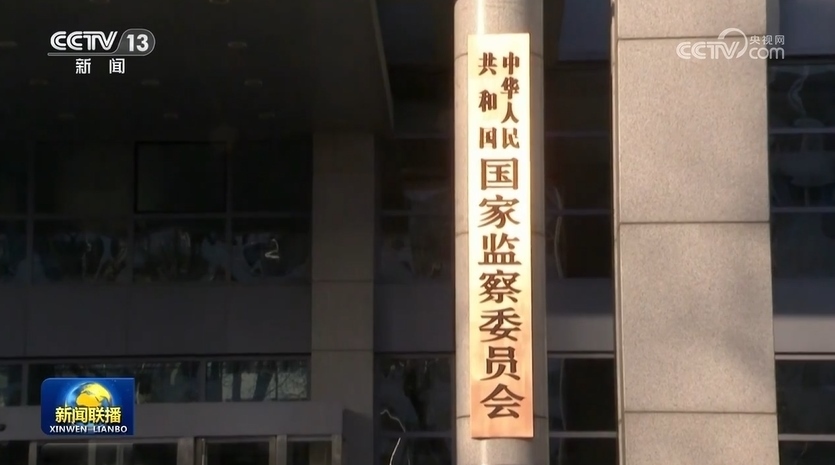 CCTV 13
新闻
CCTV 央视网
com
中华人民
共和国
国家监察委员会
新闻联播
XINWEN LIANBO